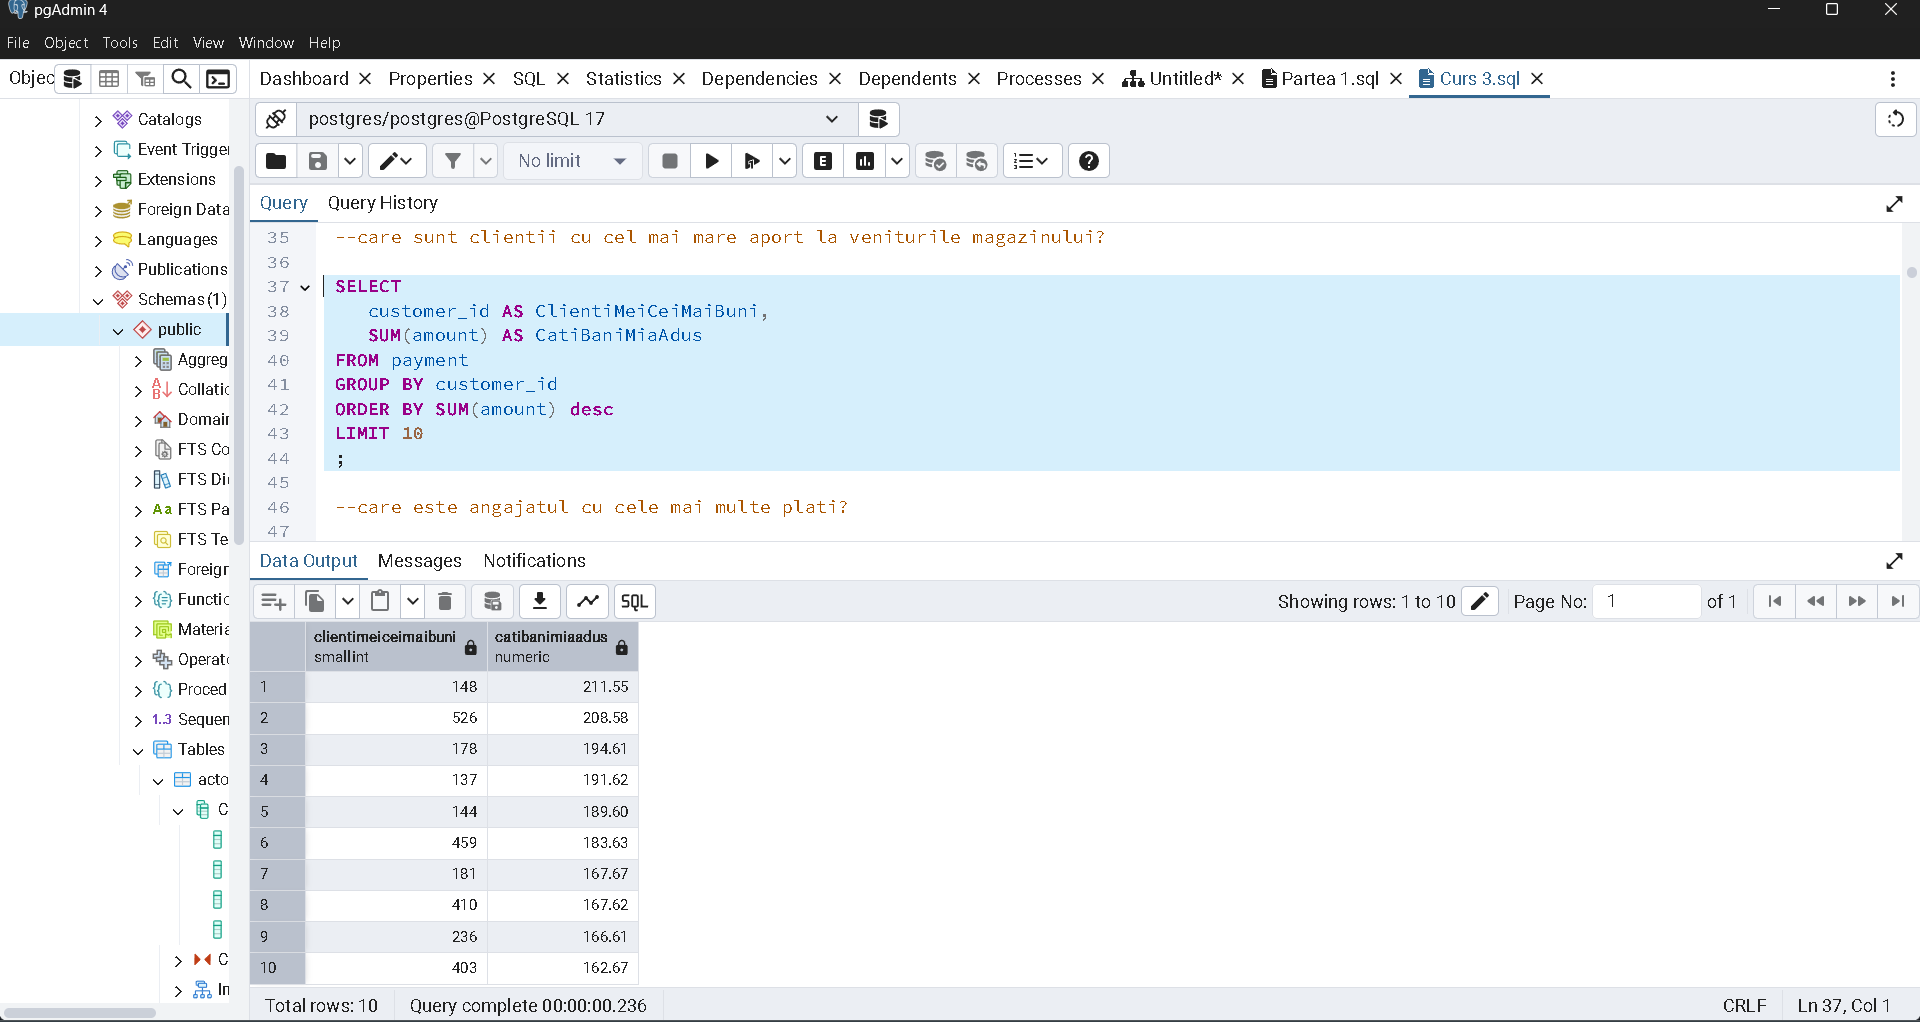 pgAdmin 4
File Object Tools Edit View Window Help
Objec
Dashboard Properties SQL Statistics Dependencies Dependents Processes Untitled* Partea 1.sql Curs 3.sql
postgres/postgres@PostgreSQL 17
No limit
E
Query Query History
Catalogs
Event Trigger
Extensions
Foreign Data
Languages
Publications
Schemas (1)
public
Aggreg
Collatic
Domair
FTS Co
FTS Di
Aa FTS Pa
FTS Te
Foreigr
Functic
Materia
Operato
Proced
1..3 Sequen
Tables
acto
C
C
In
35 --care sunt clientii cu cel mai mare aport la veniturile magazinului?
36
37 SELECT
38 customer_id AS ClientiMeiCeiMaiBuni,
39 SUM(amount) AS CatiBaniMiaAdus
40 FROM payment
41 GROUP BY customer_id
42 ORDER BY SUM(amount) desc
43 LIMIT 10
44 ;
45
46 --care este angajatul cu cele mai multe plati?
47
Data Output Messages Notifications
SQL
Showing rows: 1 to 10 Page No: 1 of 1
clientimeiceimaibuni catibanimiaadus
smallint numeric
1 148 211.55
2 526 208.58
3 178 194.61
4 137 191.62
5 144 189.60
6 459 183.63
7 181 167.67
8 410 167.62
9 236 166.61
10 403 162.67
Total rows: 10 Query complete 00:00:00.236 CRLF Ln 37, Col 1